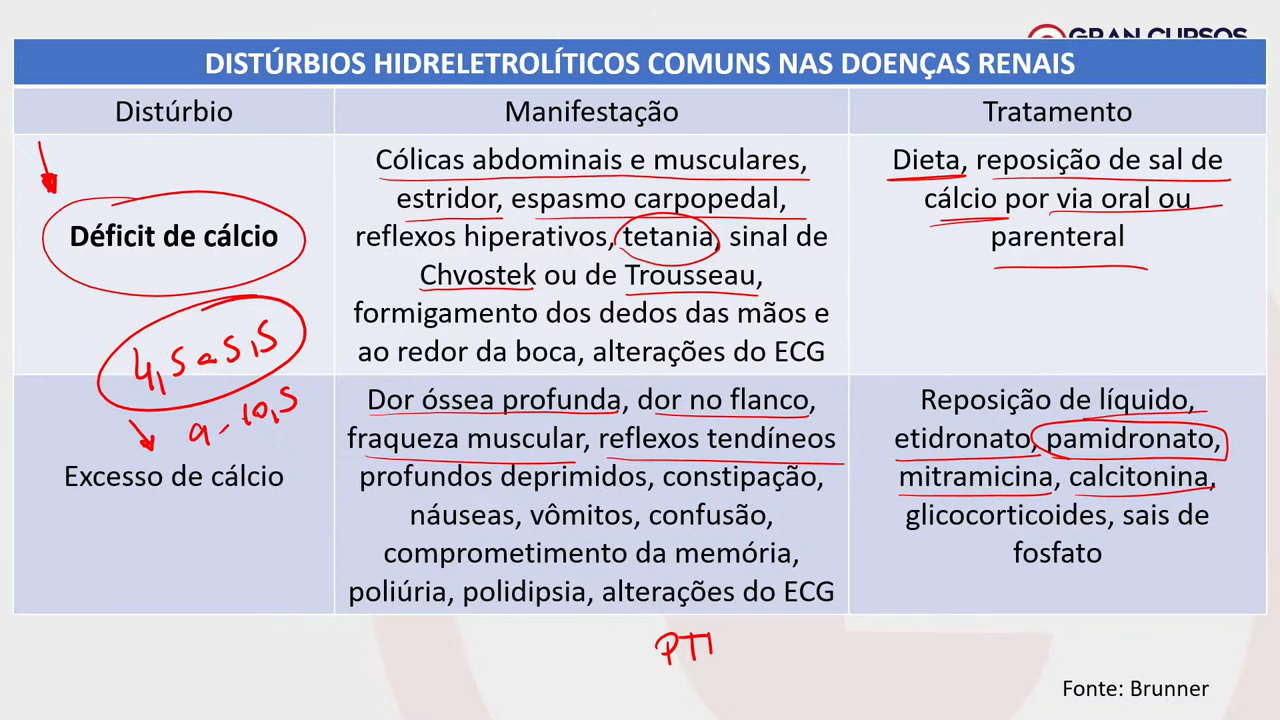 GRAN CURSOS
DISTÚRBIOS HIDRELETROLÍTICOS COMUNS NAS DOENÇAS RENAIS
Distúrbio
Manifestação
Tratamento
Déficit de cálcio
4,5 a 5,5
9 - 10,5
Cólicas abdominais e musculares,
estridor, espasmo carpopedal,
reflexos hiperativos, tetania, sinal de
Chvostek ou de Trousseau,
formigamento dos dedos das mãos e
ao redor da boca, alterações do ECG
Dieta, reposição de sal de
cálcio por via oral ou
parenteral
Excesso de cálcio
Dor óssea profunda, dor no flanco,
fraqueza muscular, reflexos tendíneos
profundos deprimidos, constipação,
náuseas, vômitos, confusão,
comprometimento da memória,
poliúria, polidipsia, alterações do ECG
Reposição de líquido,
etidronato, pamidronato,
mitramicina, calcitonina,
glicocorticoides, sais de
fosfato
PTI
Fonte: Brunner